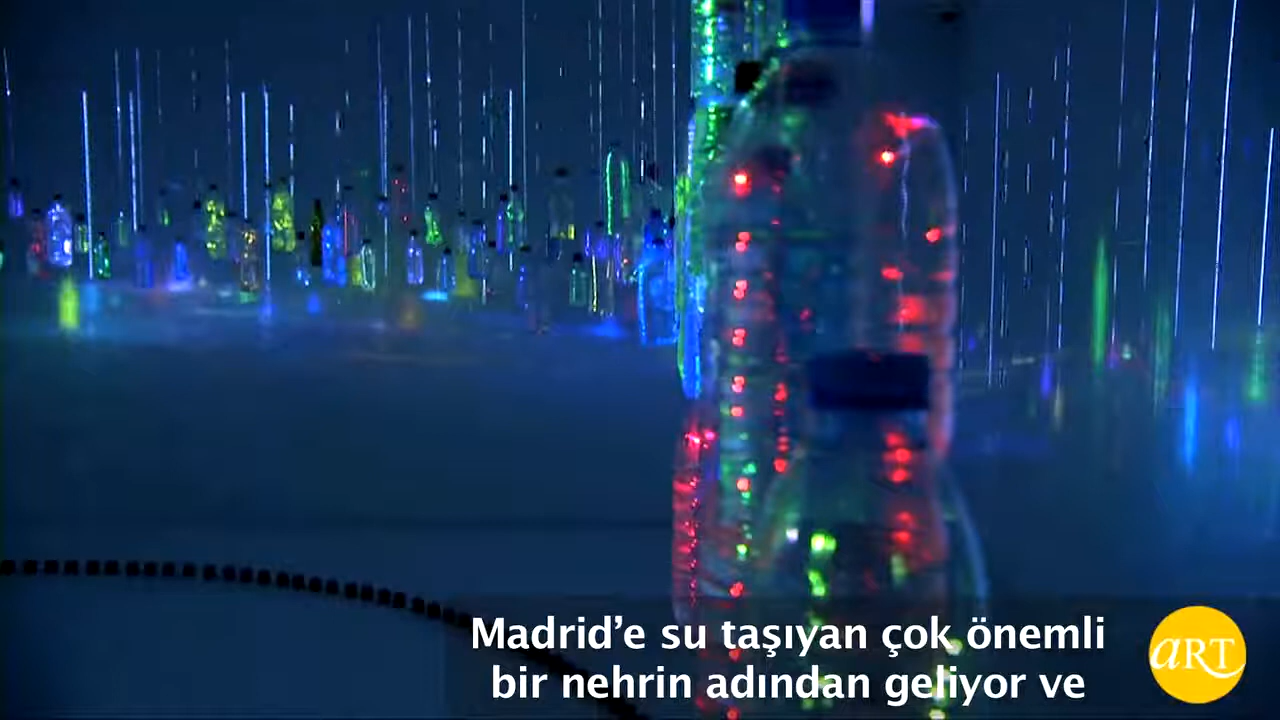 Madrid’e su taşıyan çok önemli
bir nehrin adından geliyor ve
aRT